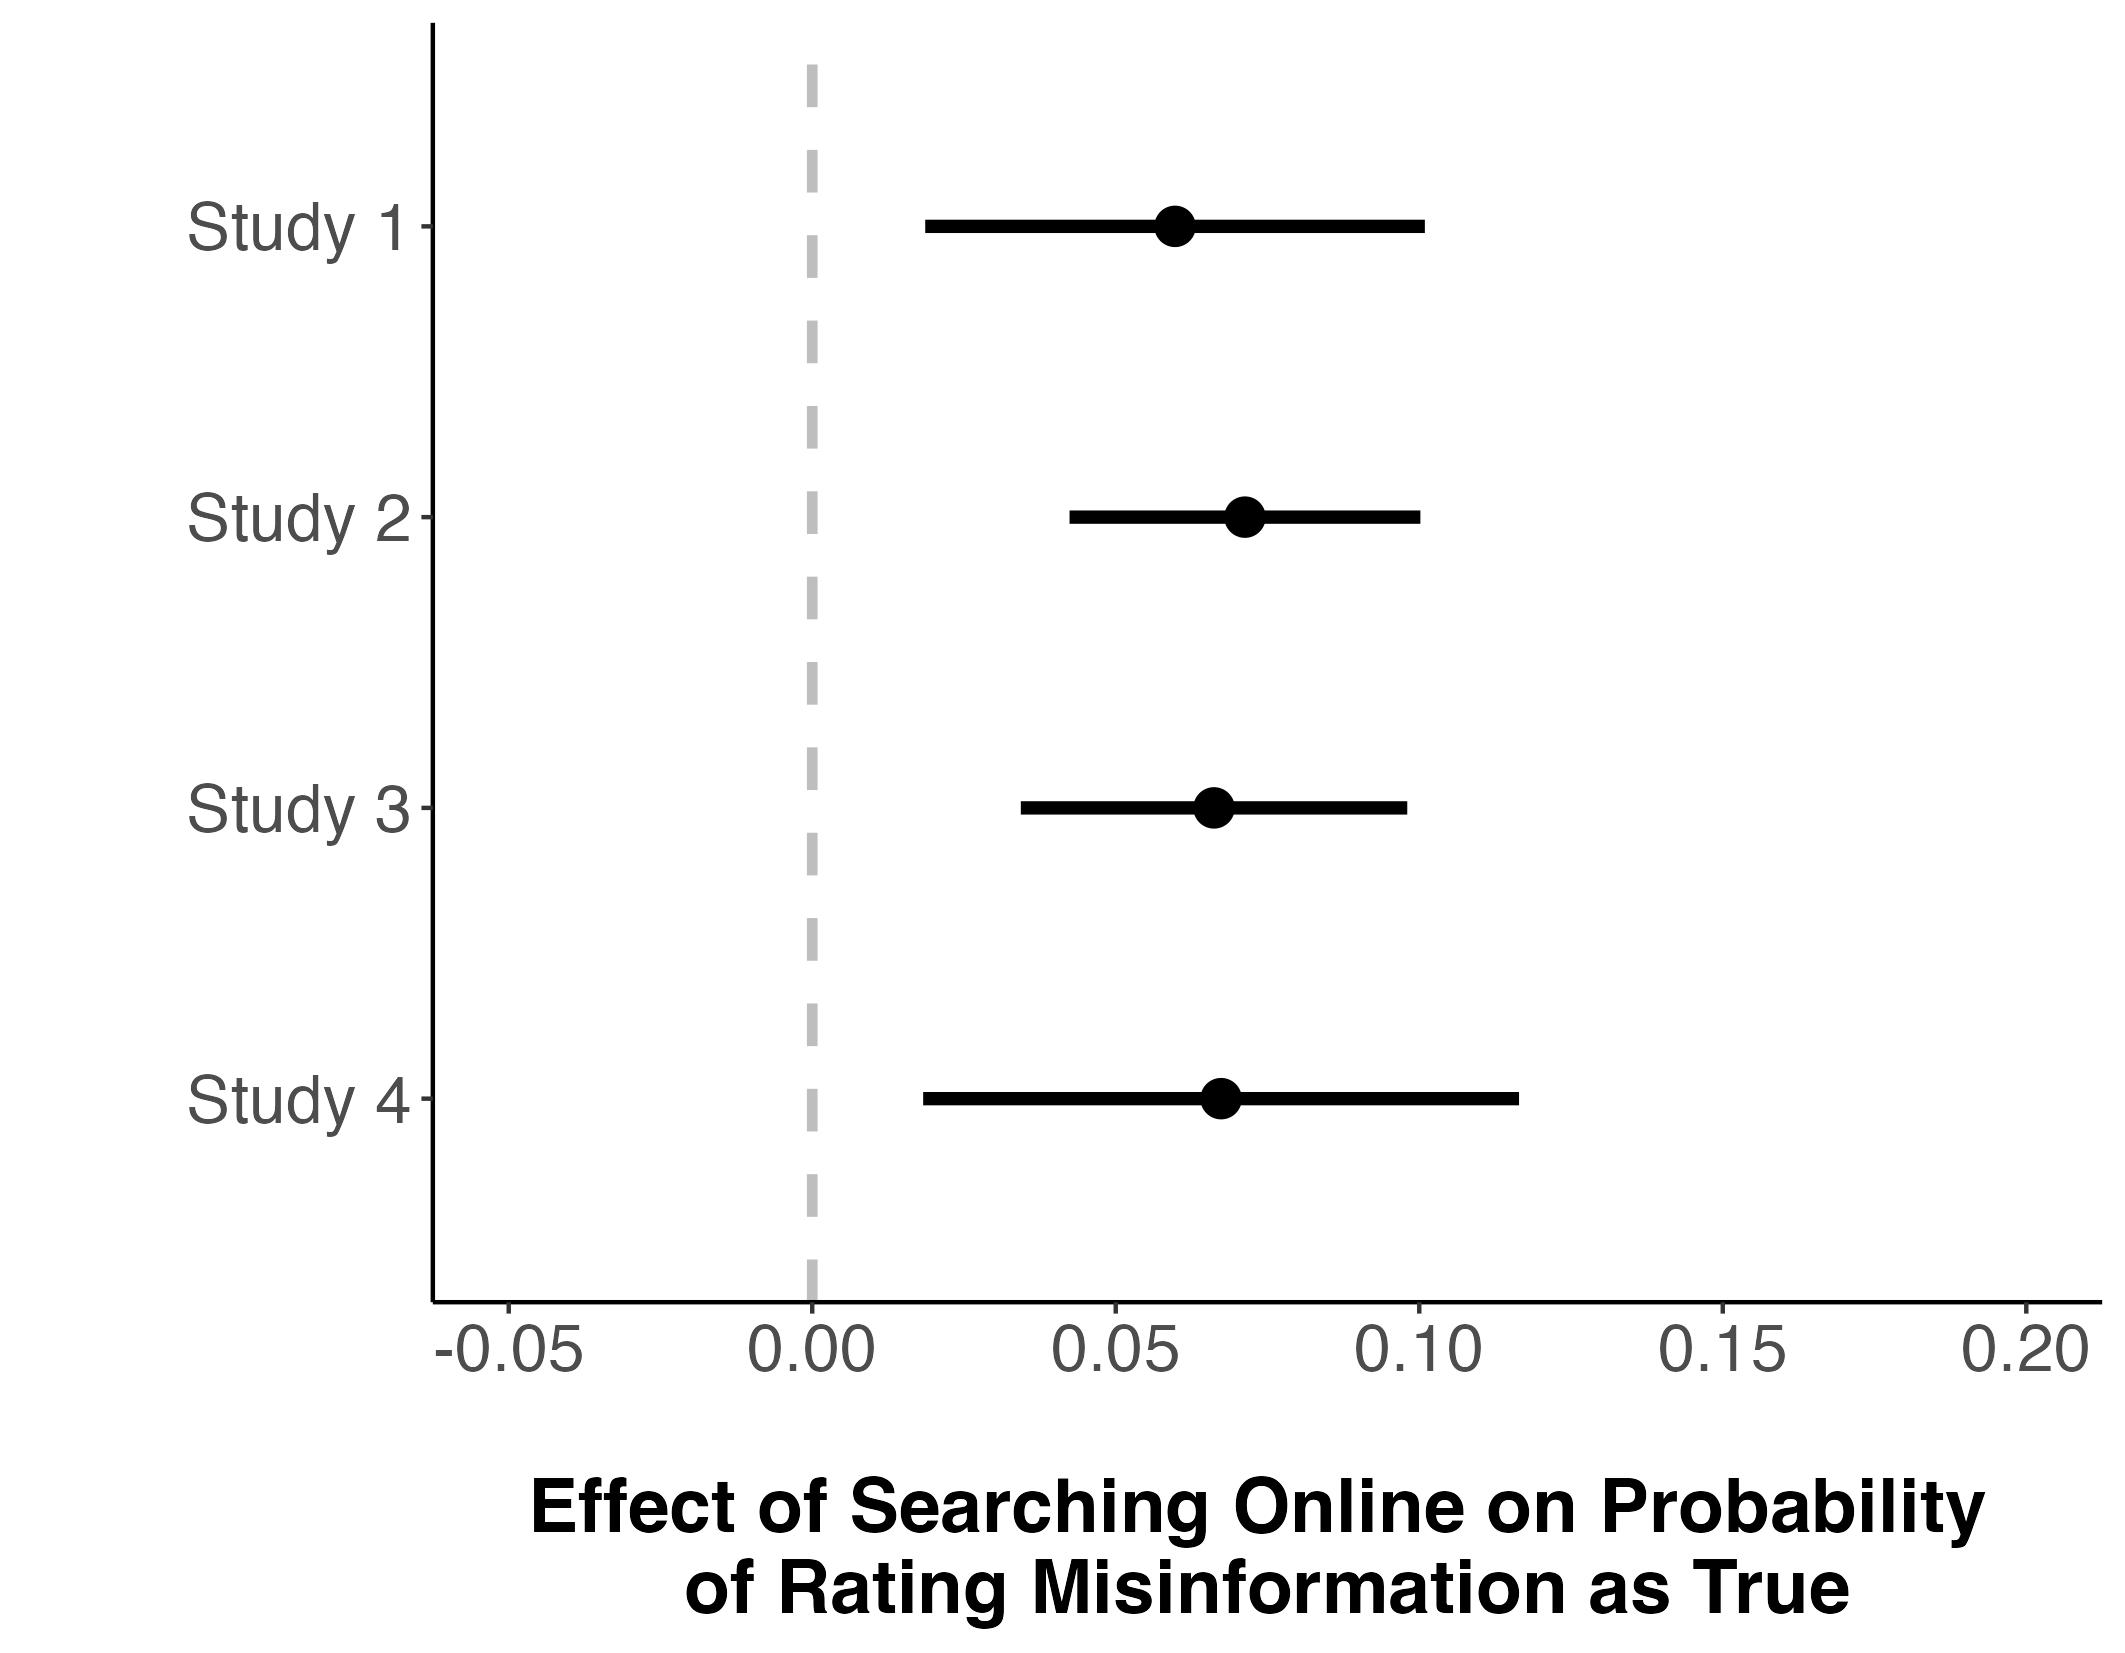 Study 1
Study 2
Study 3
Study 4
-0.05 0.00 0.05 0.10 0.15 0.20
Effect of Searching Online on Probability
of Rating Misinformation as True